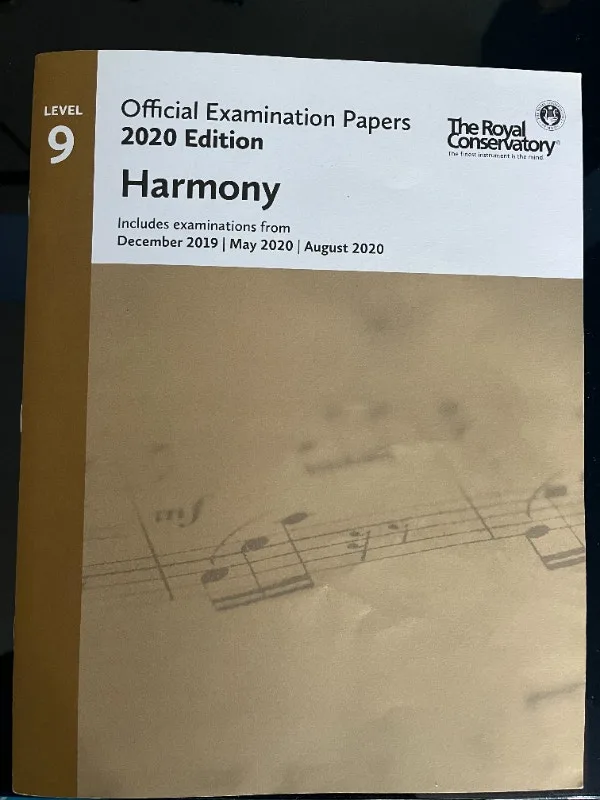 LEVEL
9
Official Examination Papers
2020 Edition
Harmony
Includes examinations from
December 2019 | May 2020 | August 2020
The Royal
Conservatory®
The finest instrument is the mind.